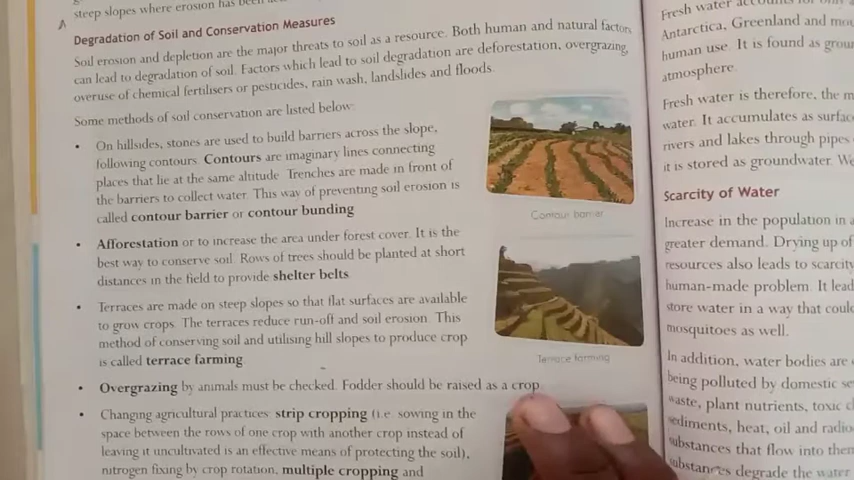 steep slopes where erosion has been
Degradation of Soil and Conservation Measures
Soil erosion and depletion are the major threats to soil as a resource. Both human and natural factors
can lead to degradation of soil. Factors which lead to soil degradation are deforestation, overgrazing,
overuse of chemical fertilisers or pesticides, rain wash, landslides and floods.
Some methods of soil conservation are listed below:
• On hillsides, stones are used to build barriers across the slope,
following contours. Contours are imaginary lines connecting
places that lie at the same altitude. Trenches are made in front of
the barriers to collect water. This way of preventing soil erosion is
called contour barrier or contour bunding
Contour barrier
• Afforestation or to increase the area under forest cover. It is the
best way to conserve soil. Rows of trees should be planted at short
distances in the field to provide shelter belts.
• Terraces are made on steep slopes so that flat surfaces are available
to grow crops. The terraces reduce run-off and soil erosion. This
method of conserving soil and utilising hill slopes to produce crop
is called terrace farming.
Terrace farming
• Overgrazing by animals must be checked. Fodder should be raised as a crop.
• Changing agricultural practices: strip cropping (i.e. sowing in the
space between the rows of one crop with another crop instead of
leaving it uncultivated is an effective means of protecting the soil),
nitrogen fixing by crop rotation, multiple cropping and
Fresh water accounts for
Antarctica, Greenland and
human use. It is found as
atmosphere.
Fresh water is therefore, the
water. It accumulates as
rivers and lakes through pipes
it is stored as groundwater.
Scarcity of Water
Increase in the population in
greater demand. Drying up of
resources also leads to scarcity
human-made problem. It
store water in a way that
mosquitoes as well.
In addition, water bodies are
being polluted by domestic
waste, plant nutrients, toxic
sediments, heat, oil and
substances that flow into
substances degrade the water